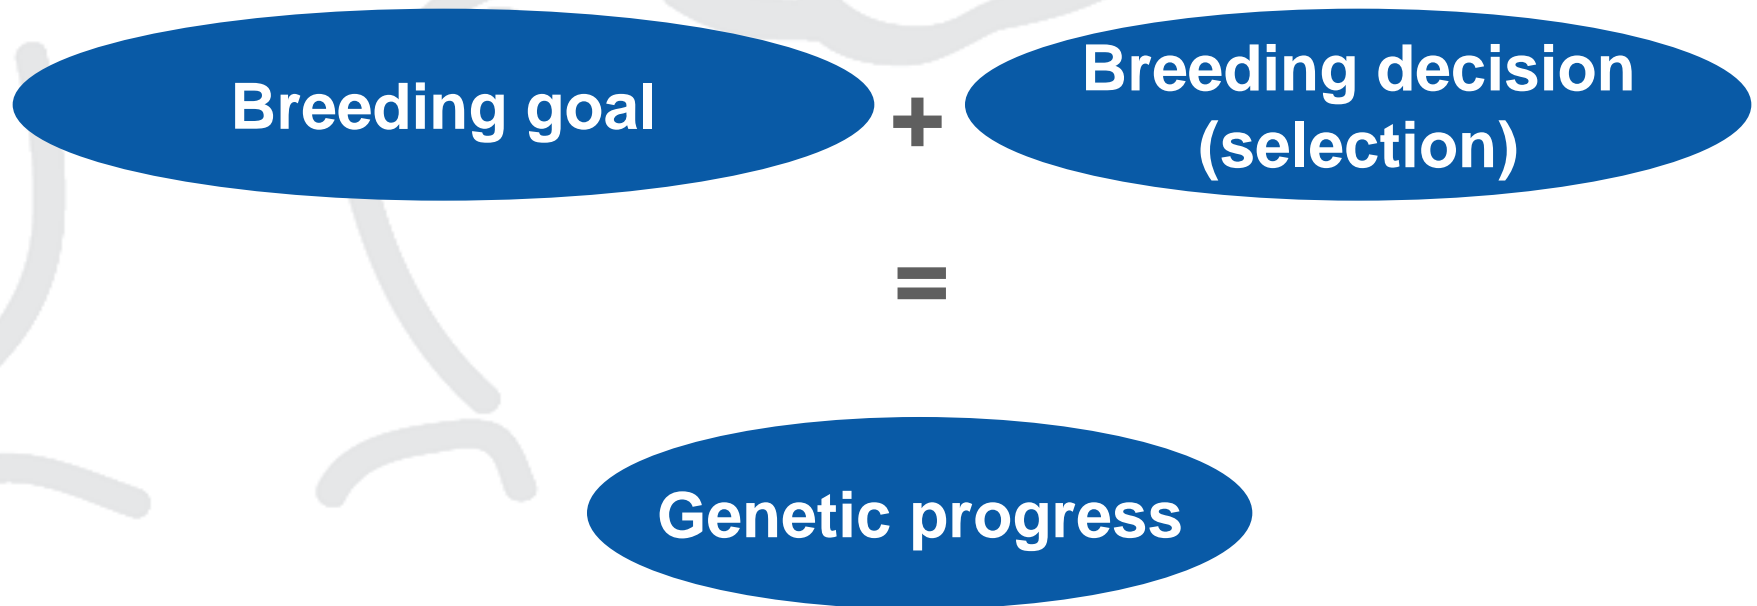 Breeding goal
+
Breeding decision
(selection)
=
Genetic progress